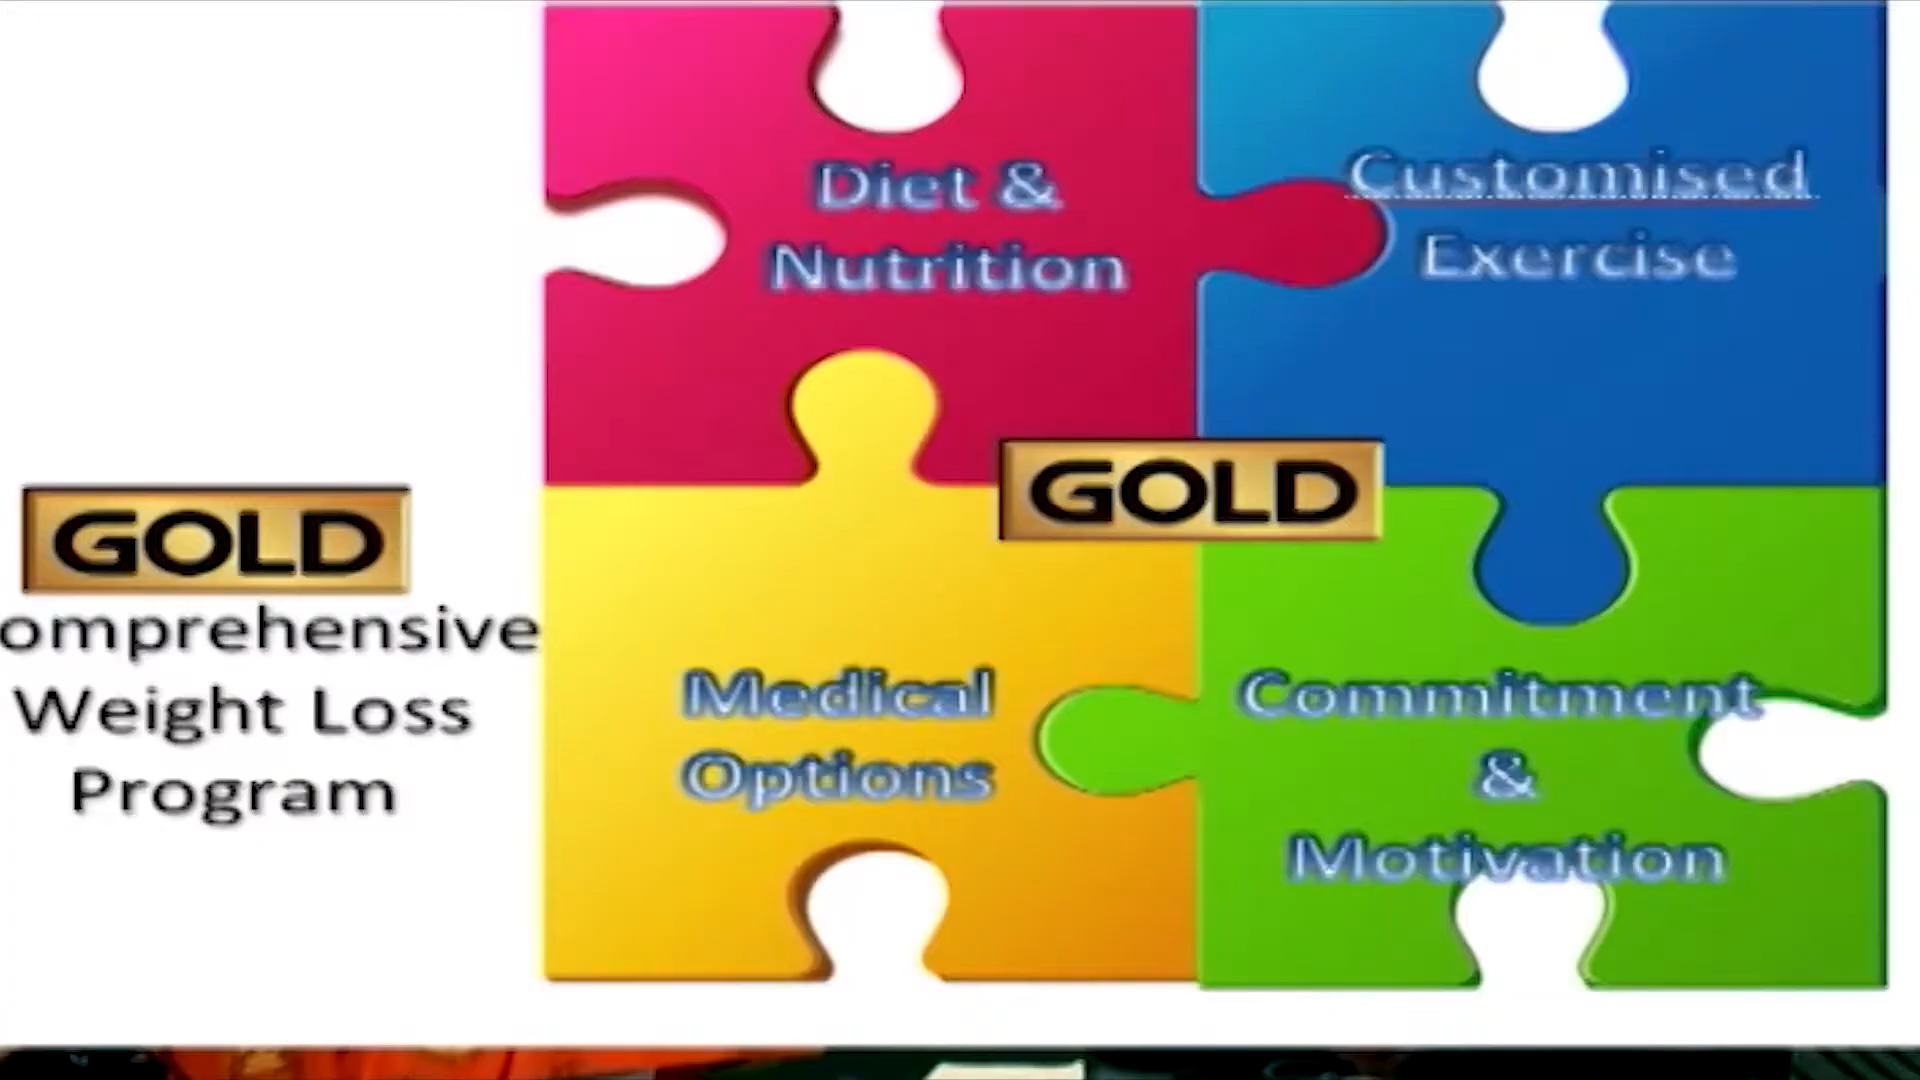 Diet &
Nutrition
Customised
Exercise
GOLD
GOLD
omprehensive
Weight Loss
Program
Medical
Options
Commitment
&
Motivation